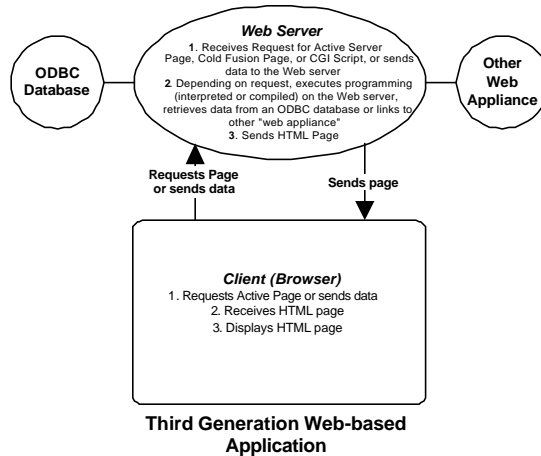 Web Server
1. Receives Request for Active Server
Page, Cold Fusion Page, or CGI Script, or sends
data to the Web server
2. Depending on request, executes programming
(interpreted or compiled) on the Web server,
retrieves data from an ODBC database or links to
other "web appliance"
3. Sends HTML Page
ODBC
Database
Other
Web
Appliance
Requests Page
or sends data
Sends page
Client (Browser)
1. Requests Active Page or sends data
2. Receives HTML page
3. Displays HTML page
Third Generation Web-based
Application